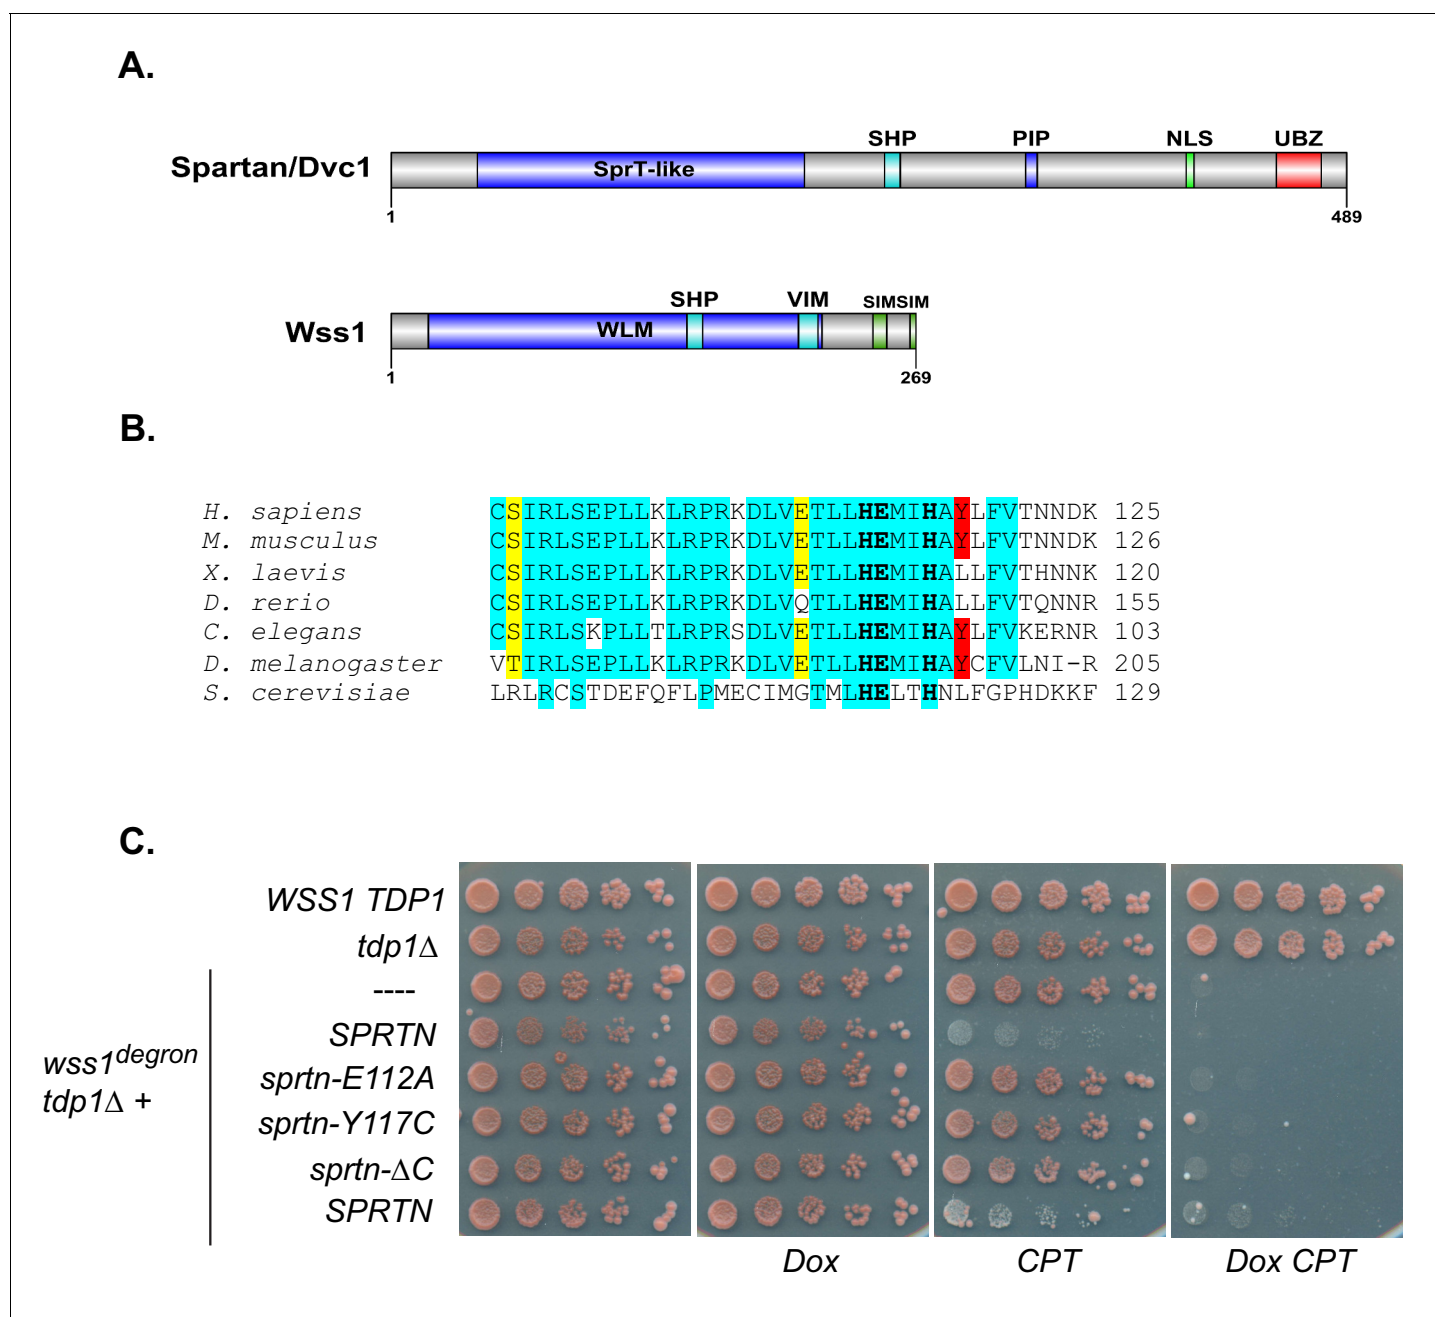 A.
SHP PIP NLS UBZ
Spartan/Dvc1 SprT-like
1 489
SHP VIM SIM SIM
Wss1 WLM
1 269
B.
H. sapiens CSIRLSEPLLKLRPRKDLVETLLHEMIHAYLFVTNNDK 125
M. musculus CSIRLSEPLLKLRPRKDLVETLLHEMIHAYLFVTNNDK 126
X. laevis CSIRLSEPLLKLRPRKDLVETLLHEMIHALLFVTHNNK 120
D. rerio CSIRLSEPLLKLRPRKDLVQTLLHEMIHALLFVTQNNR 155
C. elegans CSIRLSKPLLTLRPRSDLVETLLHEMIHAYLFVKERNR 103
D. melanogaster VTIRLSEPLLKLRPRKDLVETLLHEMIHAYCFVLNI-R 205
S. cerevisiae LRLRCSTDEFQFLPMECIMGTMLHELTHNLFGPHDKKF 129
C.
WSS1 TDP1
tdp1Δ
----
SPRTN
wss1degron
tdp1Δ +
sprtn-E112A
sprtn-Y117C
sprtn-ΔC
SPRTN
Dox CPT Dox CPT